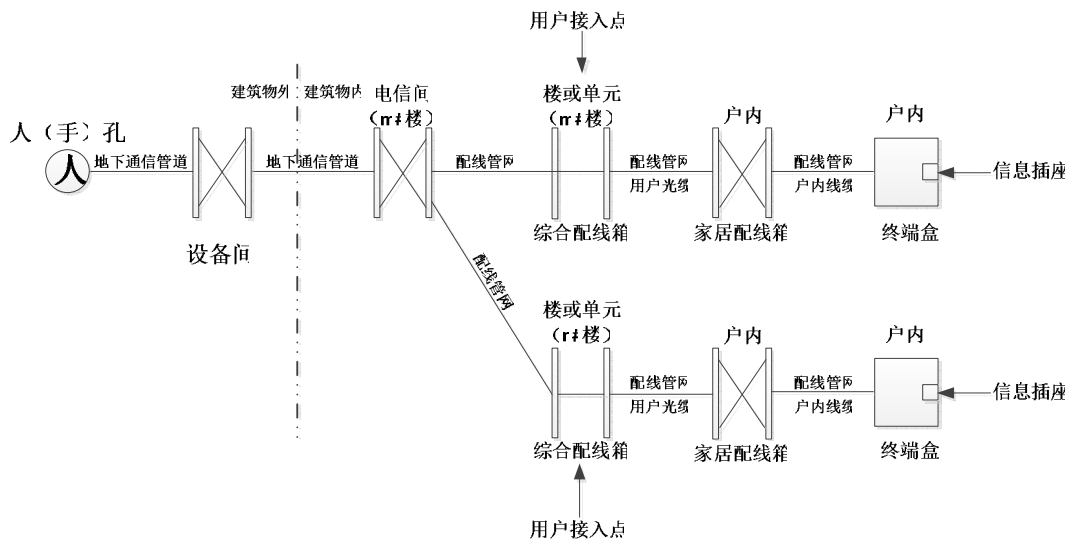 用户接入点
建筑物外
建筑物内
电信间
(m#楼)
楼或单元
(m#楼)
户内
户内
人（手）孔
人
地下通信管道
地下通信管道
配线管网
配线管网
用户光缆
配线管网
户内线缆
信息插座
设备间
综合配线箱
家居配线箱
终端盒
配线管网
楼或单元
(n#楼)
户内
户内
配线管网
用户光缆
配线管网
户内线缆
信息插座
综合配线箱
家居配线箱
终端盒
用户接入点